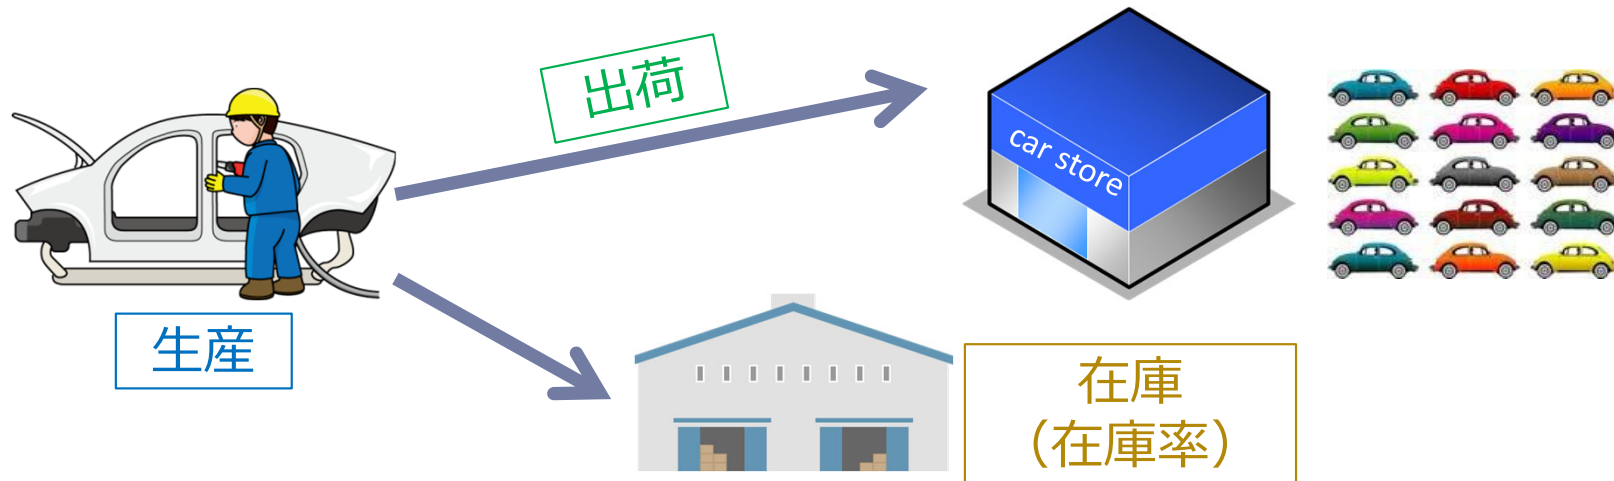 出荷
car store
生産
在庫
（在庫率）